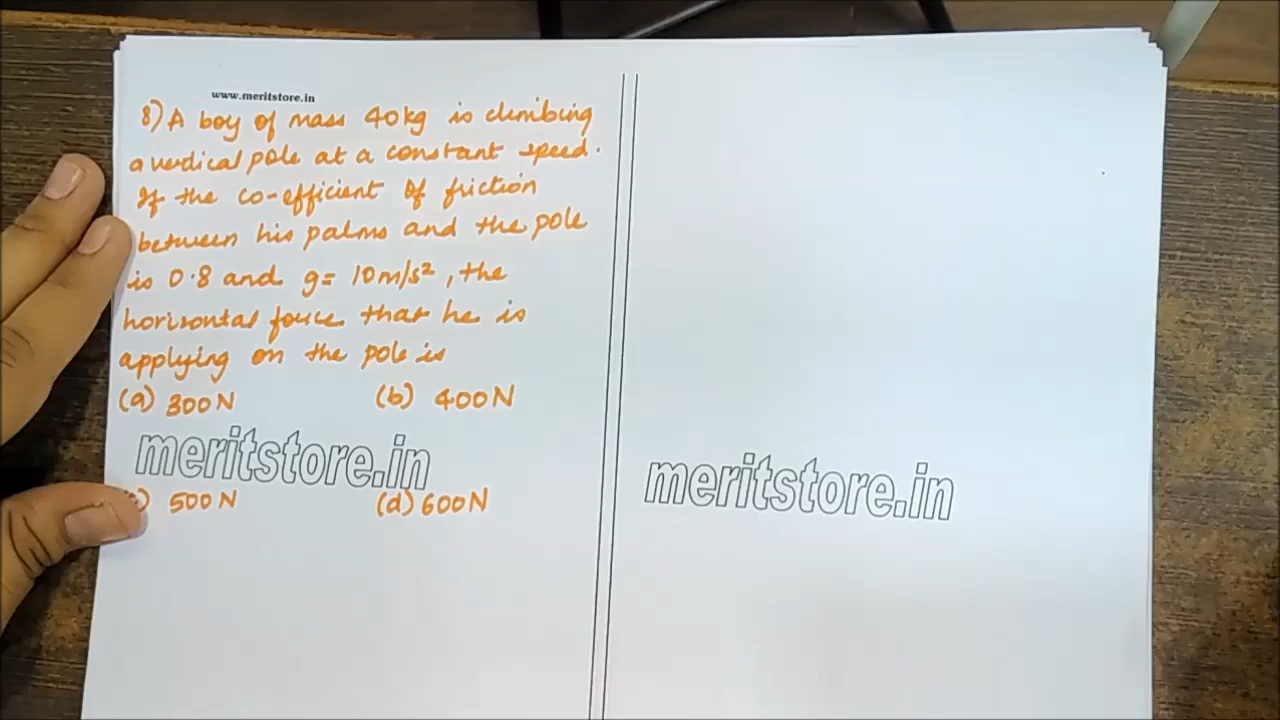 www.meritstore.in
8) A boy of mass 40kg is climbing
a vertical pole at a constant speed.
If the co-efficient of friction
between his palms and the pole
is 0.8 and g= 10m/s², the
horizontal force that he is
applying on the pole is
(a) 300N (b) 400N
meritstore.in
) 500N (d) 600N
meritstore.in